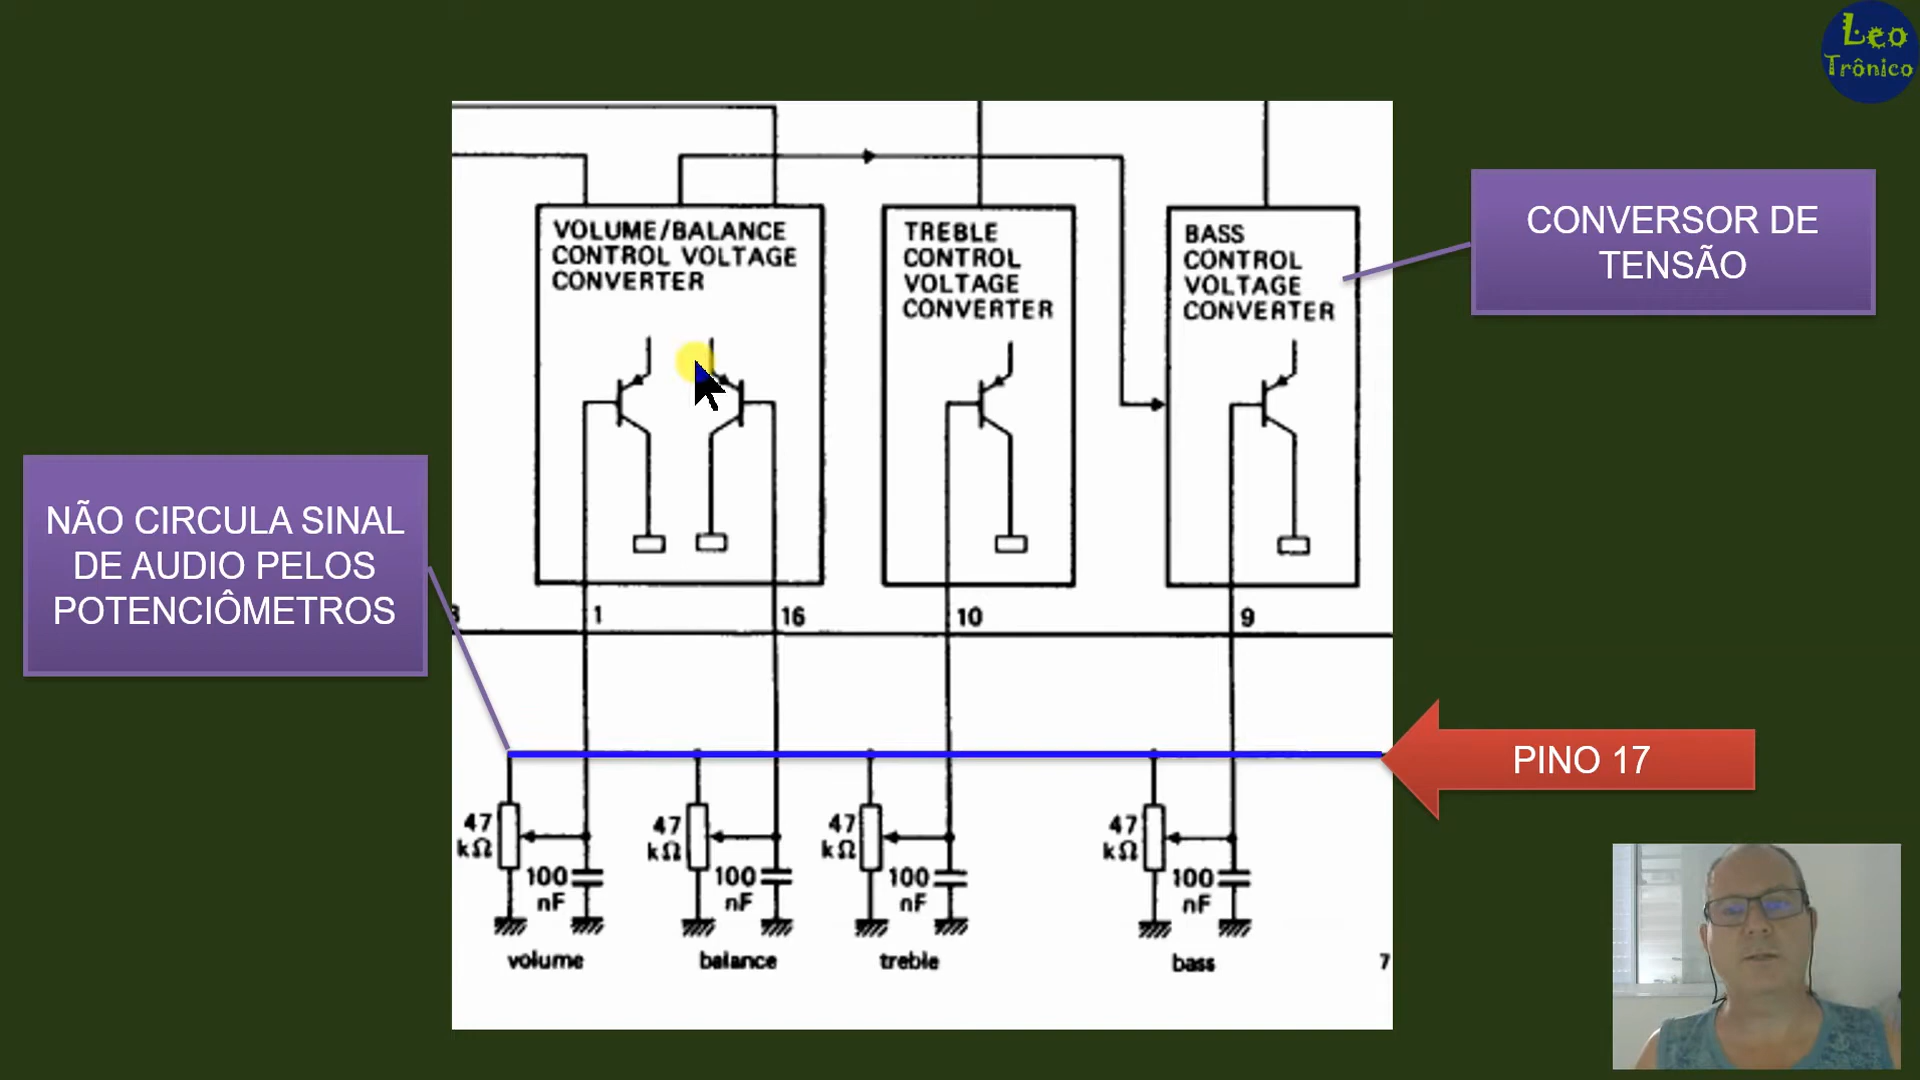 Leo
Trônico
VOLUME/BALANCE
CONTROL VOLTAGE
CONVERTER
TREBLE
CONTROL
VOLTAGE
CONVERTER
BASS
CONTROL
VOLTAGE
CONVERTER
CONVERSOR DE
TENSÃO
NÃO CIRCULA SINAL
DE AUDIO PELOS
POTENCIÔMETROS
1
16
10
9
PINO 17
47
kΩ
100
nF
47
kΩ
100
nF
47
kΩ
100
nF
47
kΩ
100
nF
volume
balance
treble
bass
7